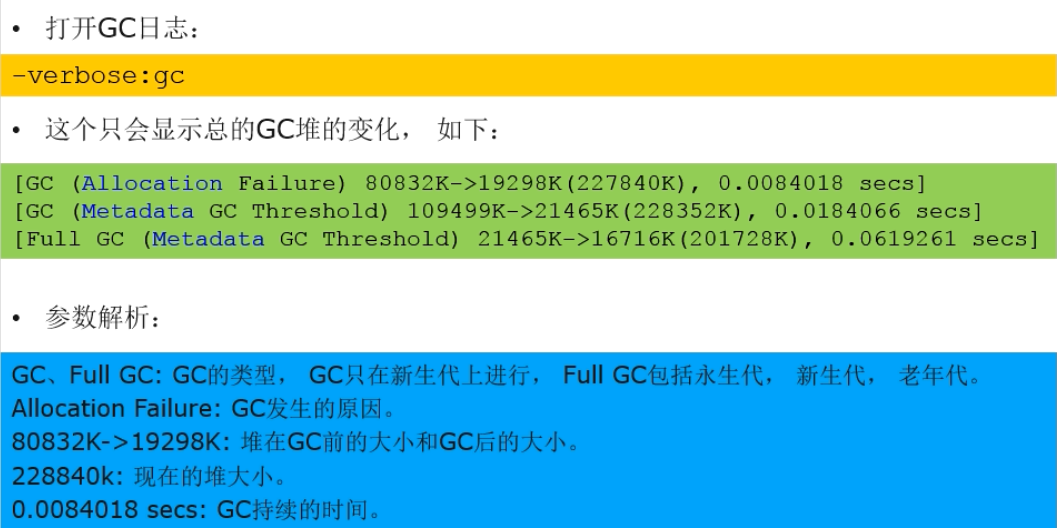 • 打开GC日志：
-verbose:gc
• 这个只会显示总的GC堆的变化， 如下：
[GC (Allocation Failure) 80832K->19298K(227840K), 0.0084018 secs]
[GC (Metadata GC Threshold) 109499K->21465K(228352K), 0.0184066 secs]
[Full GC (Metadata GC Threshold) 21465K->16716K(201728K), 0.0619261 secs]
• 参数解析：
GC、Full GC: GC的类型， GC只在新生代上进行， Full GC包括永生代， 新生代， 老年代。
Allocation Failure: GC发生的原因。
80832K->19298K: 堆在GC前的大小和GC后的大小。
228840k: 现在的堆大小。
0.0084018 secs: GC持续的时间。